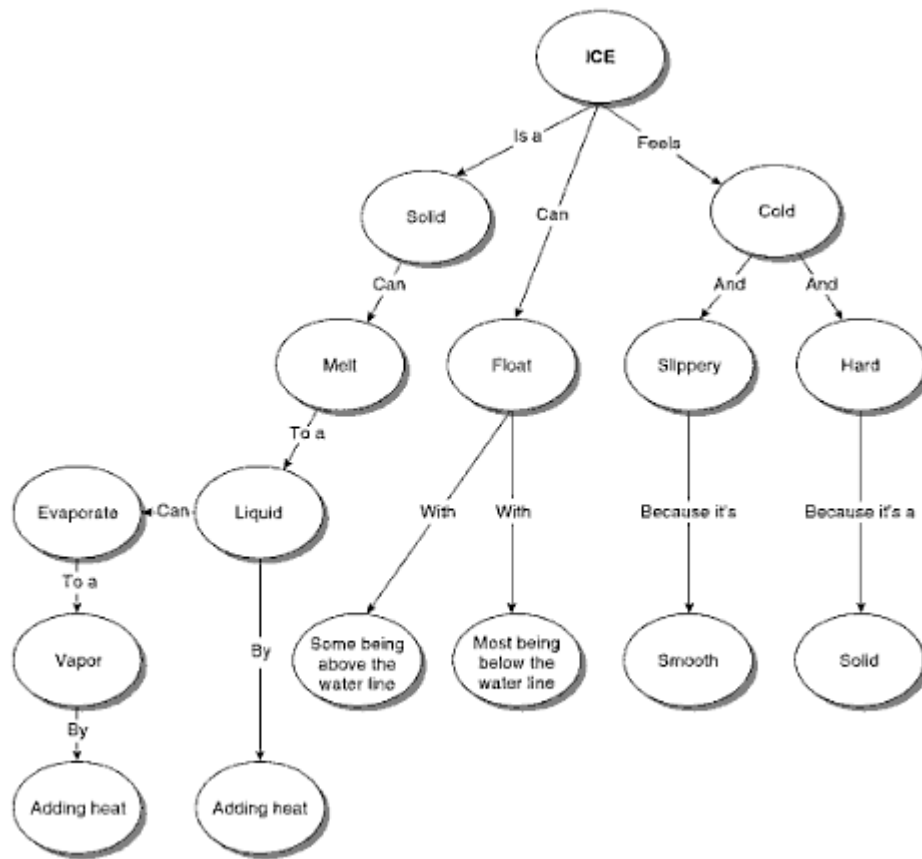 ICE
Is a
Feels
Can
Solid
Cold
Can
And
And
Melt
Float
Slippery
Hard
To a
Evaporate
Can
Liquid
With
With
Because it's
Because it's a
To a
Vapor
By
Some being
above the
water line
Most being
below the
water line
Smooth
Solid
By
Adding heat
Adding heat